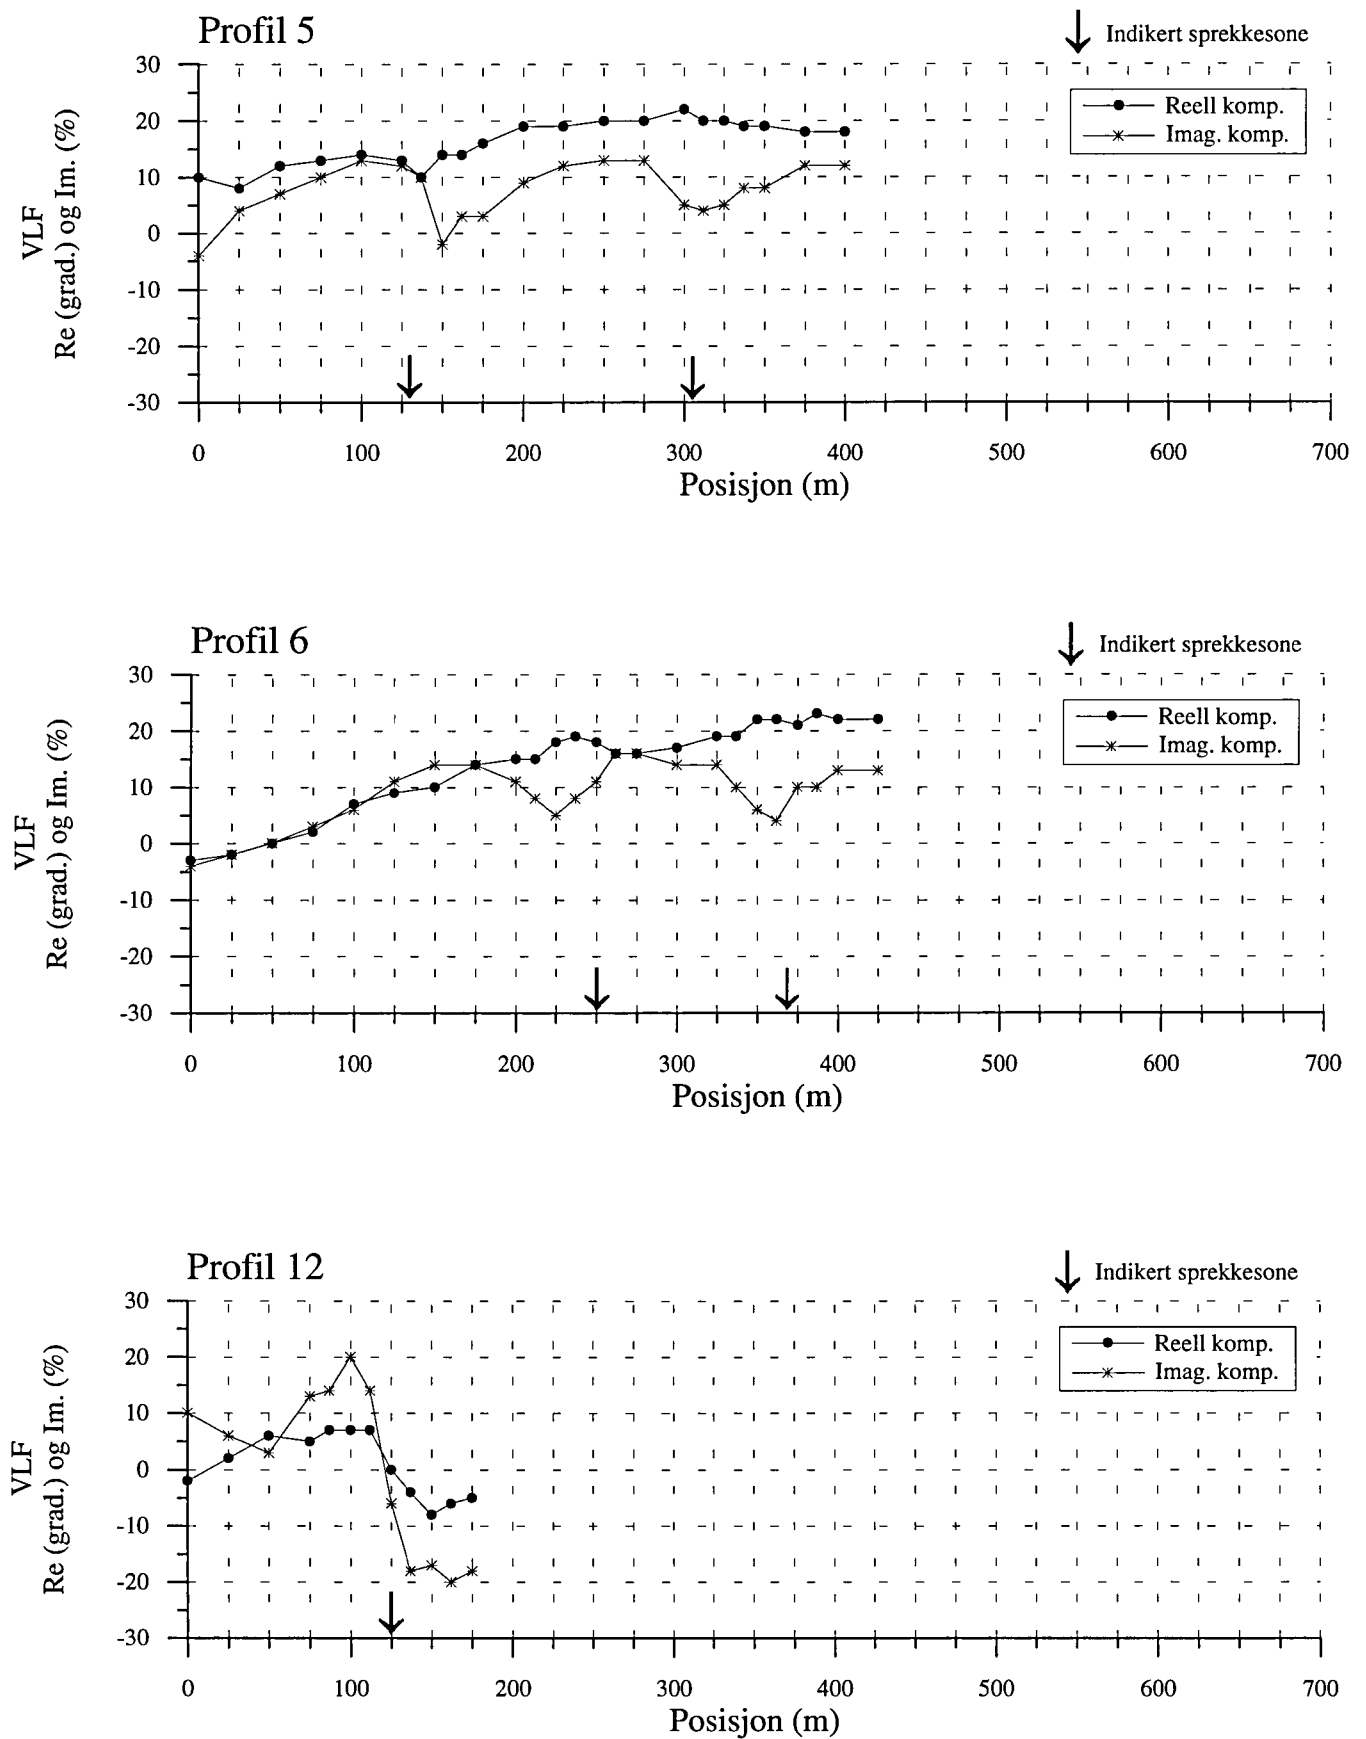 Profil 5
Indikert sprekkesone
Reell komp.
Imag. komp.
VLF
Re (grad.) og Im. (%)
30
20
10
0
-10
-20
-30
0 100 200 300 400 500 600 700
Posisjon (m)
Profil 6
Indikert sprekkesone
Reell komp.
Imag. komp.
VLF
Re (grad.) og Im. (%)
30
20
10
0
-10
-20
-30
0 100 200 300 400 500 600 700
Posisjon (m)
Profil 12
Indikert sprekkesone
Reell komp.
Imag. komp.
VLF
Re (grad.) og Im. (%)
30
20
10
0
-10
-20
-30
0 100 200 300 400 500 600 700
Posisjon (m)